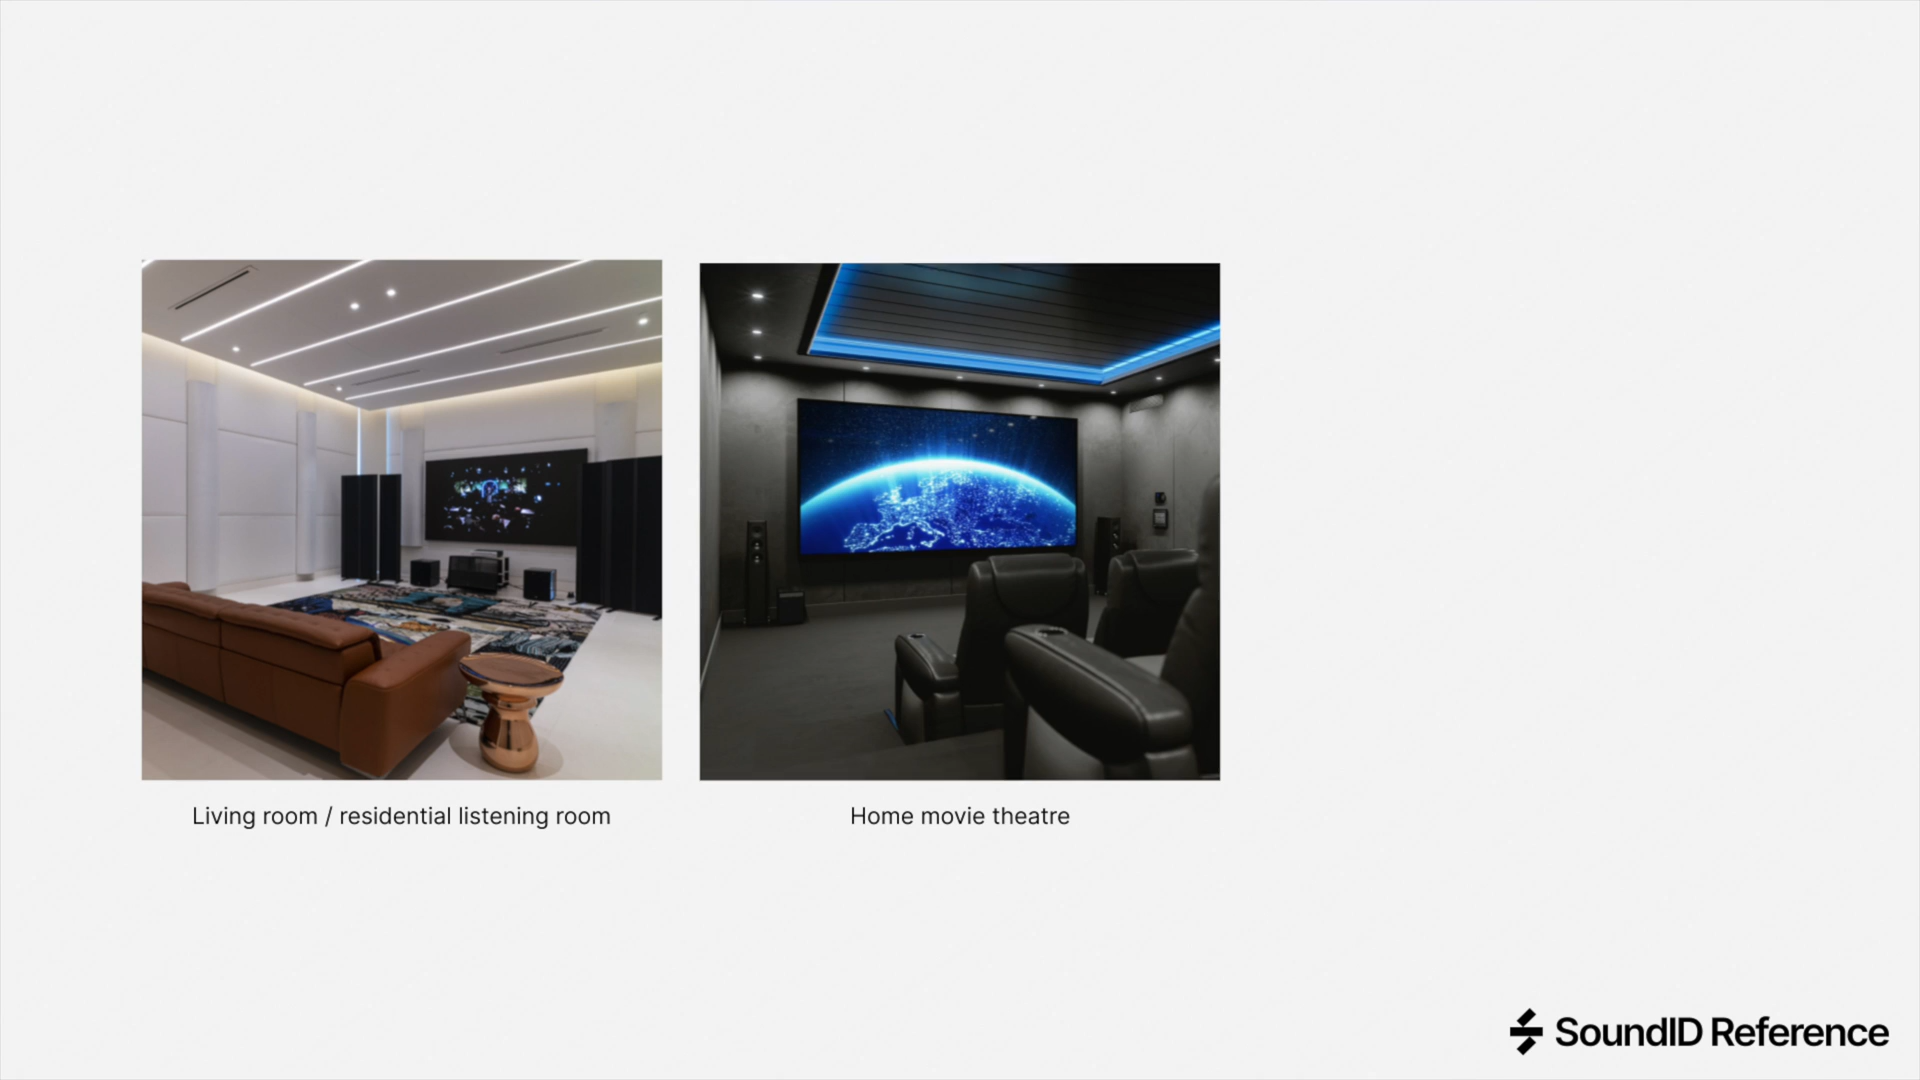 Living room / residential listening room
Home movie theatre
SoundID Reference